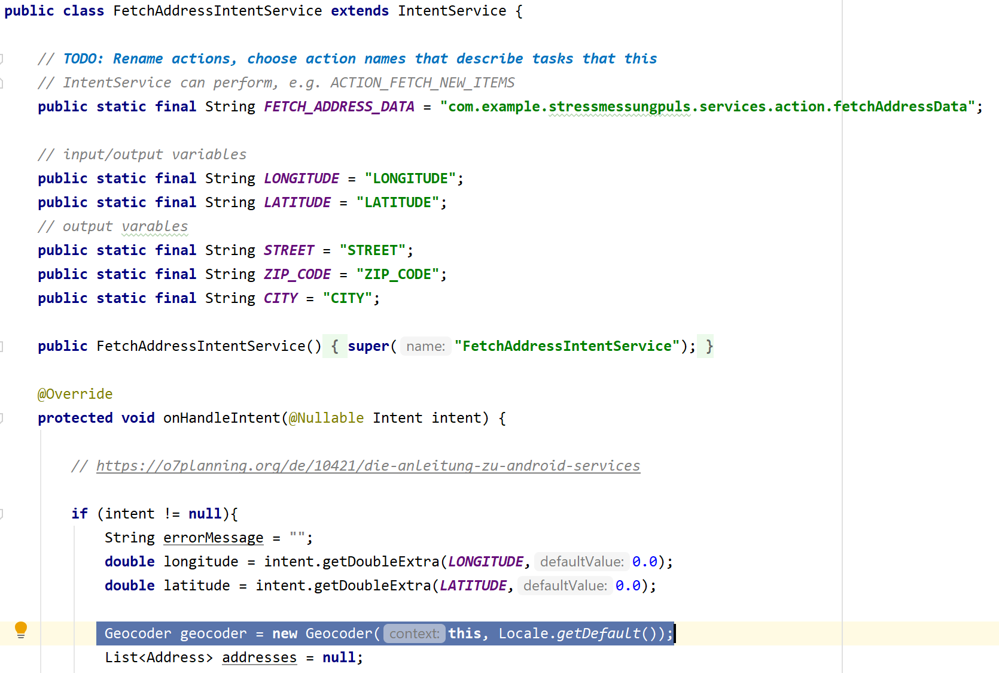 public class FetchAddressIntentService extends IntentService {
// TODO: Rename actions, choose action names that describe tasks that this
// IntentService can perform, e.g. ACTION_FETCH_NEW_ITEMS
public static final String FETCH_ADDRESS_DATA = "com.example.stressmessungpuls.services.action.fetchAddressData";
// input/output variables
public static final String LONGITUDE = "LONGITUDE";
public static final String LATITUDE = "LATITUDE";
// output varables
public static final String STREET = "STREET";
public static final String ZIP_CODE = "ZIP_CODE";
public static final String CITY = "CITY";
public FetchAddressIntentService() { super( name: "FetchAddressIntentService"); }
@Override
protected void onHandleIntent(@Nullable Intent intent) {
// https://o7planning.org/de/10421/die-anleitung-zu-android-services
if (intent != null){
String errorMessage = "";
double longitude = intent.getDoubleExtra(LONGITUDE, defaultValue: 0.0);
double latitude = intent.getDoubleExtra(LATITUDE, defaultValue: 0.0);
Geocoder geocoder = new Geocoder( context: this, Locale.getDefault());
List<Address> addresses = null;